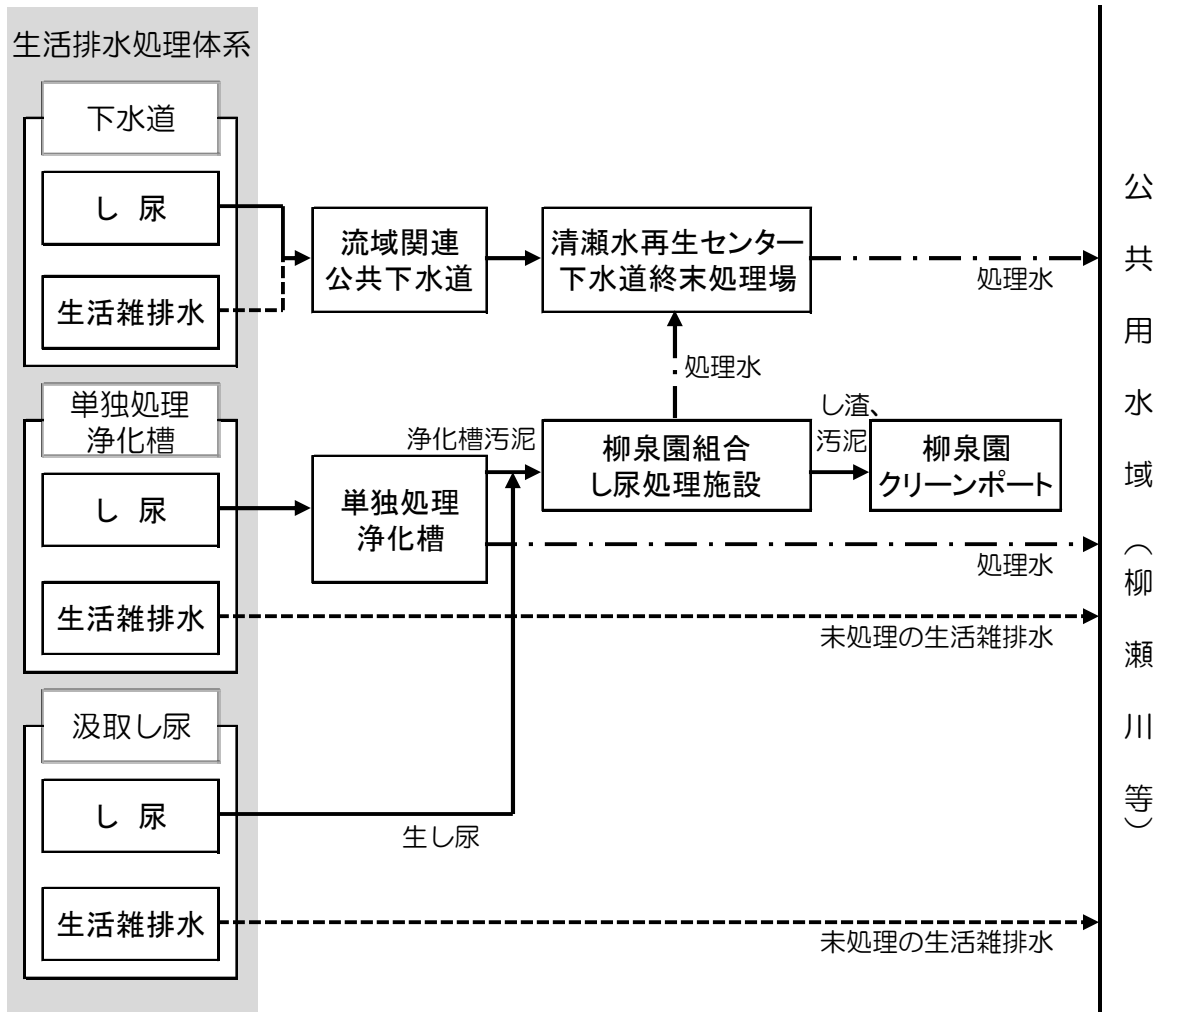 生活排水処理体系
下水道
し 尿
生活雑排水
流域関連
公共下水道
清瀬水再生センター
下水道終末処理場
処理水
処理水
単独処理
浄化槽
し 尿
生活雑排水
単独処理
浄化槽
浄化槽汚泥
柳泉園組合
し尿処理施設
し渣、
汚泥
柳泉園
クリーンポート
処理水
未処理の生活雑排水
汲取し尿
し 尿
生活雑排水
生し尿
未処理の生活雑排水
公共用水域(柳瀬川等)